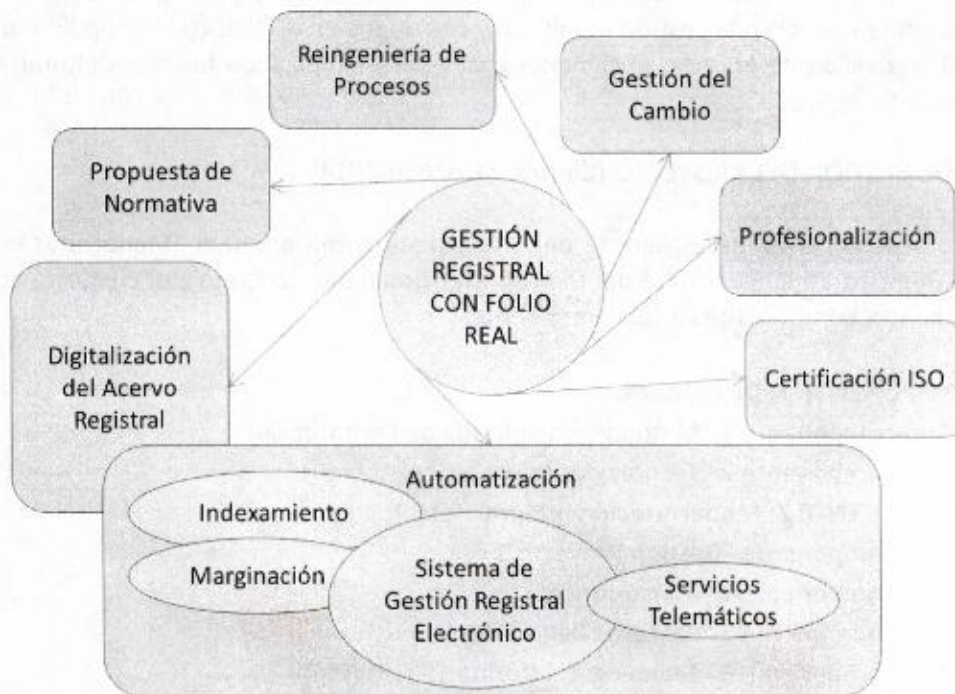 Reingeniería de
Procesos
Gestión del
Cambio
Propuesta de
Normativa
GESTIÓN
REGISTRAL
CON FOLIO
REAL
Profesionalización
Digitalización
del Acervo
Registral
Certificación ISO
Automatización
Indexamiento
Marginación
Sistema de
Gestión Registral
Electrónico
Servicios
Telemáticos